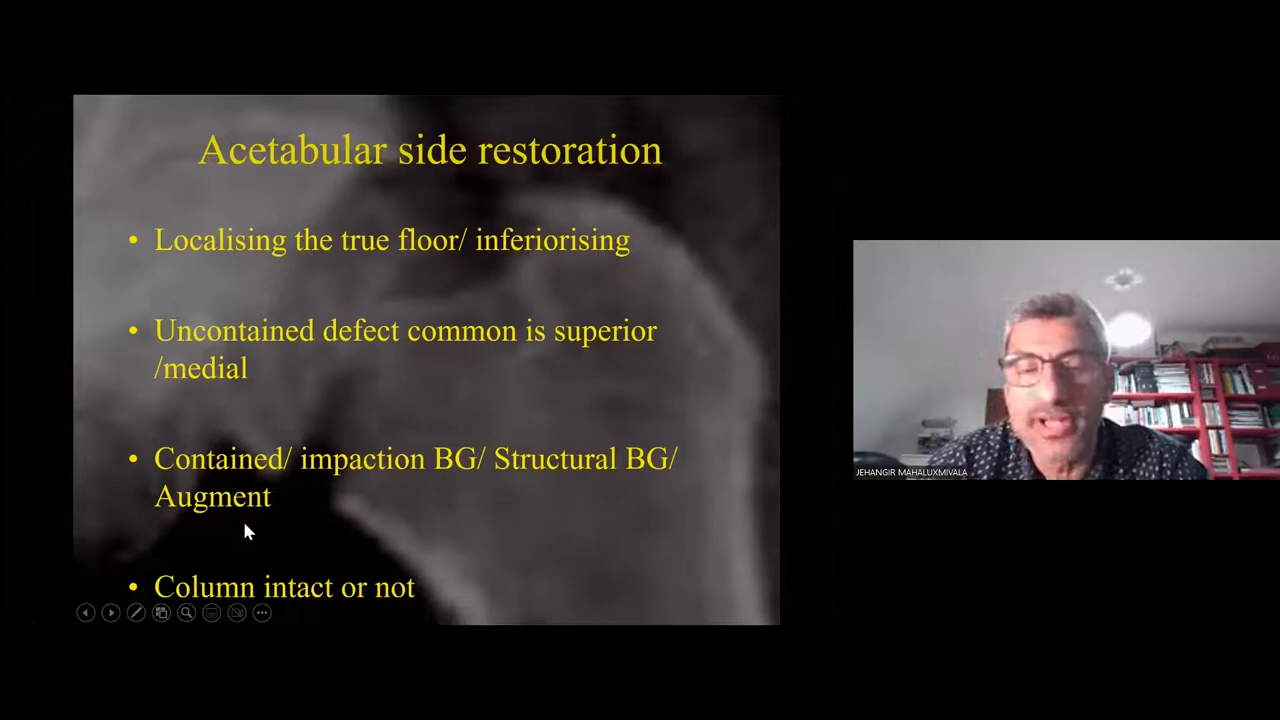 Acetabular side restoration
• Localising the true floor/ inferiorising
• Uncontained defect common is superior
/medial
• Contained/ impaction BG/ Structural BG/
Augment
• Column intact or not
JEHANGIR MAHALUXMIVALA